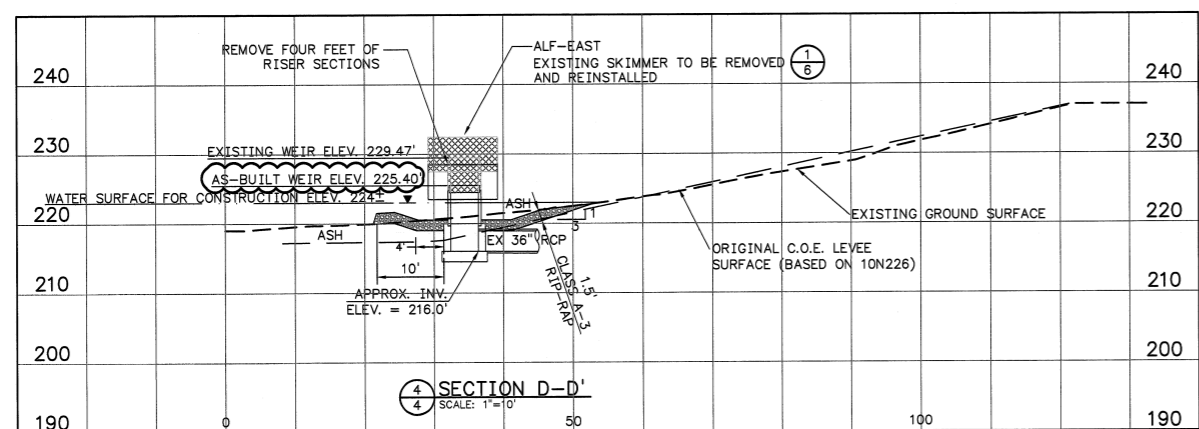 REMOVE FOUR FEET OF
RISER SECTIONS
ALF-EAST
EXISTING SKIMMER TO BE REMOVED
AND REINSTALLED
1
6
240
240
230
230
EXISTING WEIR ELEV. 229.47'
AS-BUILT WEIR ELEV. 225.40'
WATER SURFACE FOR CONSTRUCTION ELEV. 224±
220
220
ASH
1
3
EXISTING GROUND SURFACE
ASH
4'
EX 36" RCP
ORIGINAL C.O.E. LEVEE
SURFACE (BASED ON 10N226)
10'
1.5'
CLASS A-3
RIP-RAP
210
210
APPROX. INV.
ELEV. = 216.0'
200
200
4
4
SECTION D-D'
SCALE: 1"=10'
190
0
50
100
190